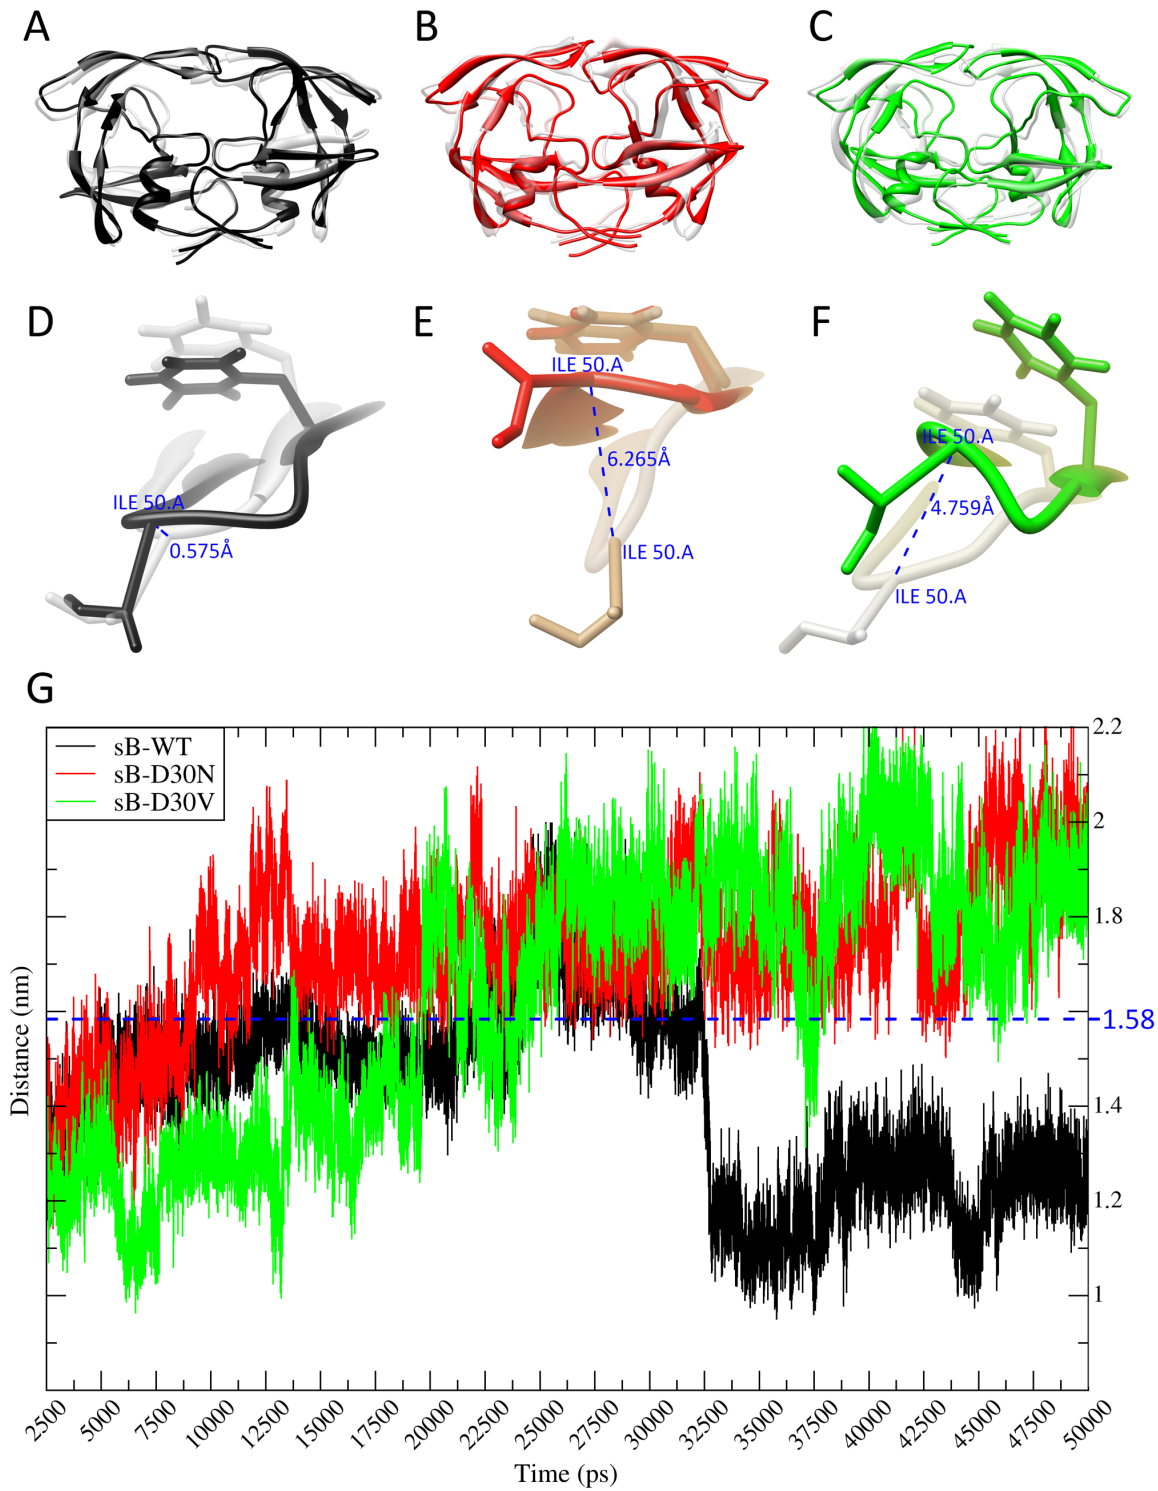 A
B
C
D
E
F
ILE 50.A
0.575Å
ILE 50.A
6.265Å
ILE 50.A
ILE 50.A
4.759Å
ILE 50.A
G
sB-WT
sB-D30N
sB-D30V
2.2
2
1.8
1.58
1.4
1.2
1
Distance (nm)
2500 5000 7500 10000 12500 15000 17500 20000 22500 25000 27500 30000 32500 35000 37500 40000 42500 45000 47500 50000
Time (ps)